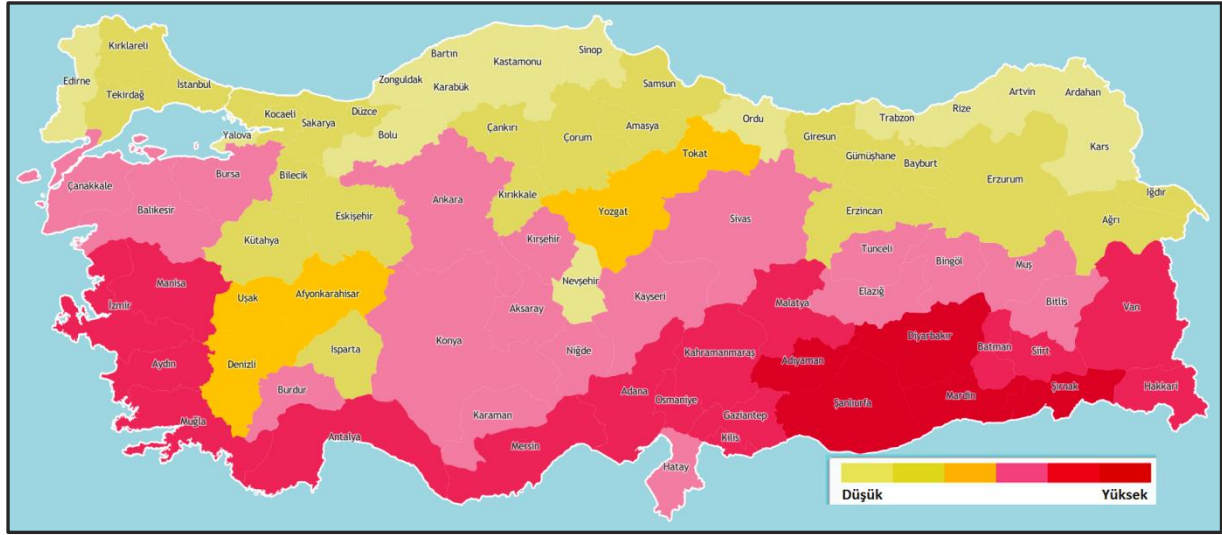 Kırklareli
Edirne
Tekirdağ
İstanbul
Kocaeli
Sakarya
Düzce
Yalova
Bolu
Zonguldak
Bartın
Karabük
Kastamonu
Sinop
Çankırı
Çorum
Samsun
Amasya
Tokat
Ordu
Giresun
Gümüşhane
Trabzon
Bayburt
Rize
Artvin
Ardahan
Kars
Erzurum
Iğdır
Ağrı
Erzincan
Çanakkale
Balıkesir
Bursa
Bilecik
Kütahya
Eskişehir
Ankara
Kırıkkale
Yozgat
Sivas
Kırşehir
Nevşehir
Kayseri
Aksaray
Niğde
Konya
Karaman
Tunceli
Bingöl
Muş
Elazığ
Bitlis
Van
Malatya
Manisa
İzmir
Uşak
Afyonkarahisar
Aydın
Denizli
Isparta
Burdur
Muğla
Antalya
Messin
Adana
Osmaniye
Kahramanmaraş
Gaziantep
Kilis
Hatay
Adıyaman
Şanlıurfa
Diyarbakır
Mardin
Batman
Siirt
Şırnak
Hakkari
Düşük
Yüksek